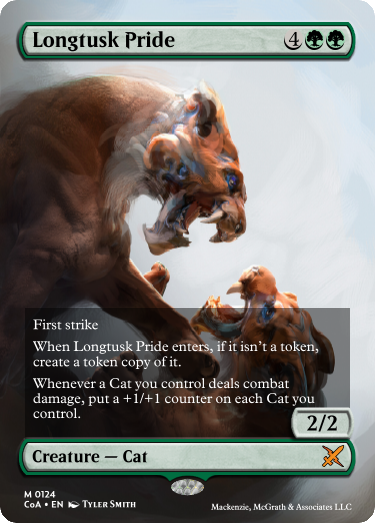 Longtusk Pride 4
First strike
When Longtusk Pride enters, if it isn't a token,
create a token copy of it.
Whenever a Cat you control deals combat
damage, put a +1/+1 counter on each Cat you
control.
2/2
Creature — Cat
M 0124
CoA • EN Tyler Smith
Mackenzie, McGrath & Associates LLC